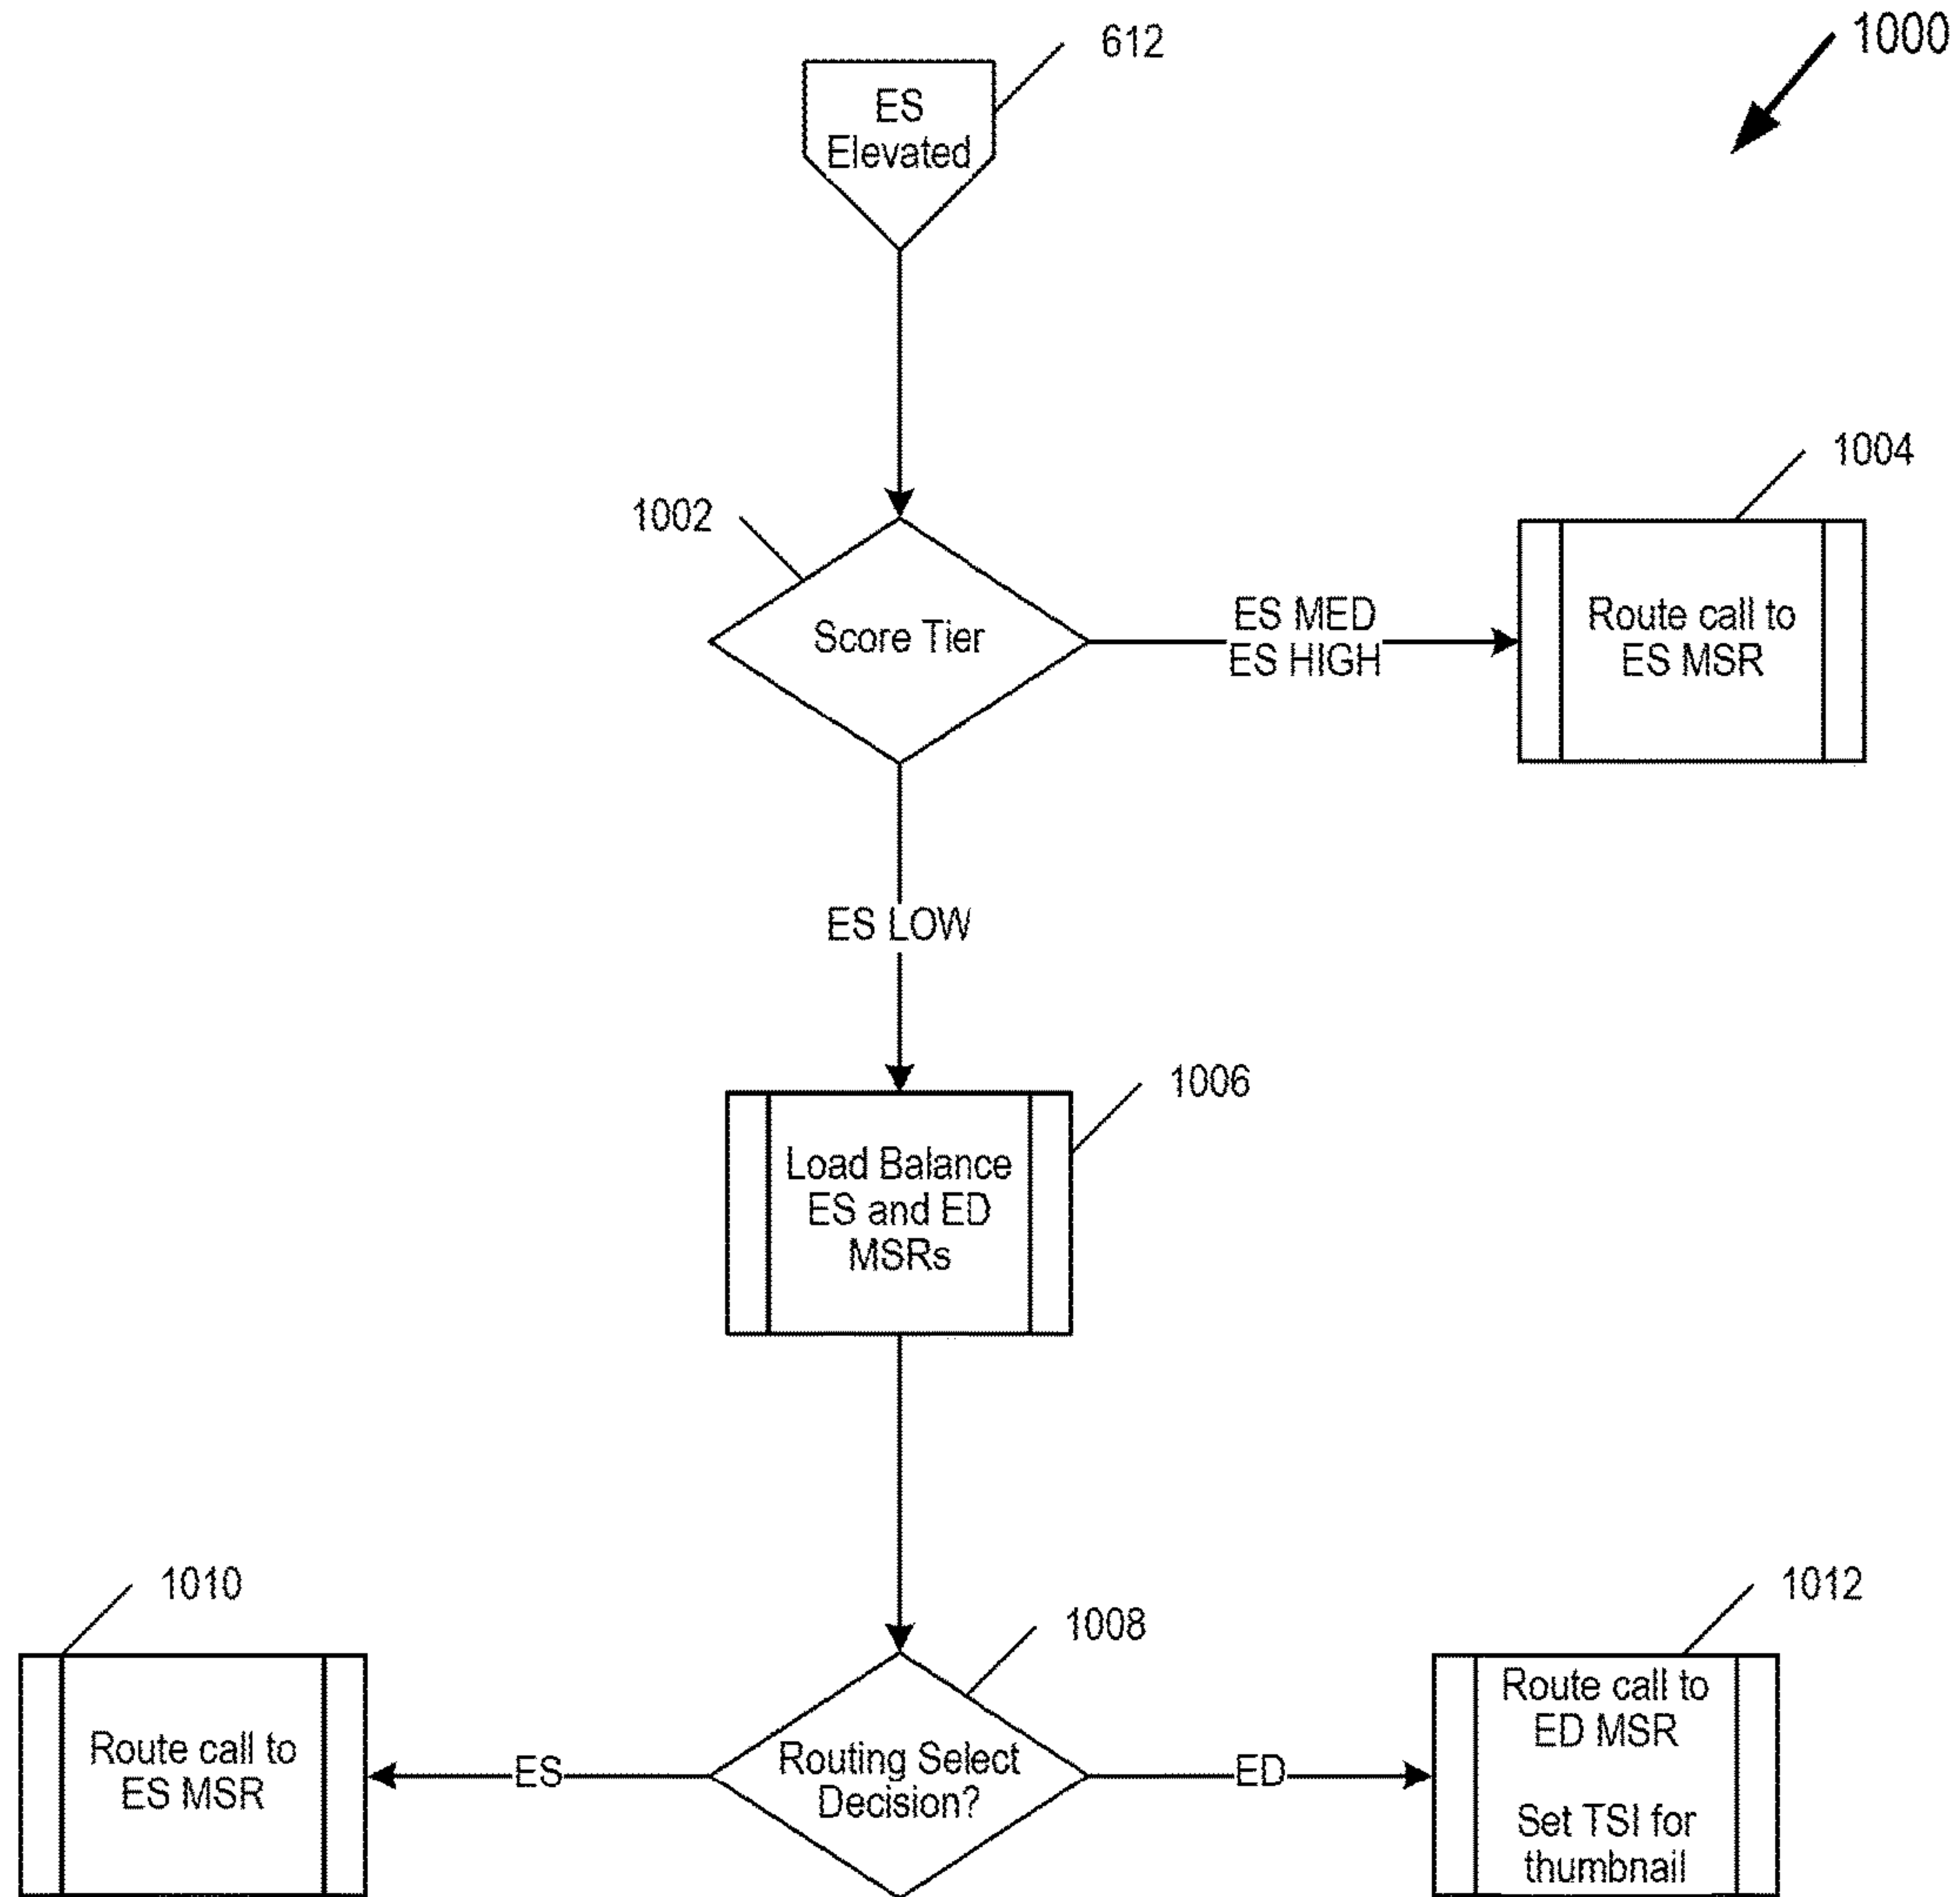 1000
612
ES
Elevated
1002
Score Tier
ES MED
ES HIGH
1004
Route call to
ES MSR
ES LOW
1006
Load Balance
ES and ED
MSRs
1008
Routing Select
Decision?
ES
1010
Route call to
ES MSR
ED
1012
Route call to
ED MSR
Set TSI for
thumbnail